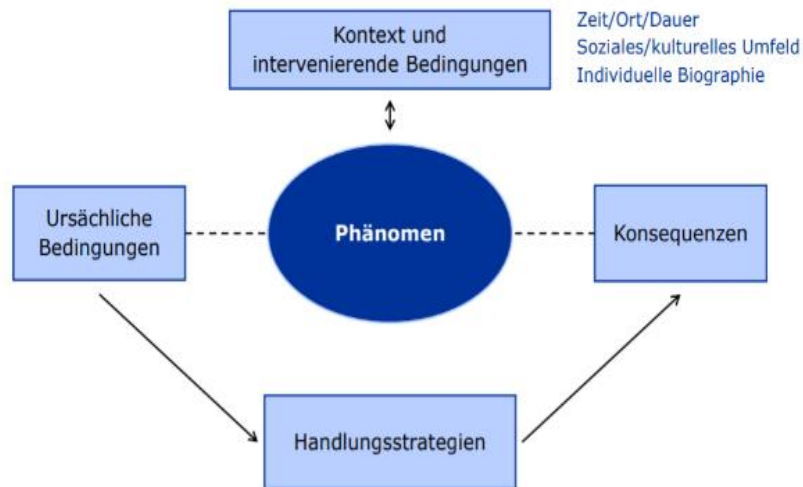 Kontext und
intervenierende Bedingungen
Zeit/Ort/Dauer
Soziales/kulturelles Umfeld
Individuelle Biographie
Ursächliche
Bedingungen
Phänomen
Konsequenzen
Handlungsstrategien